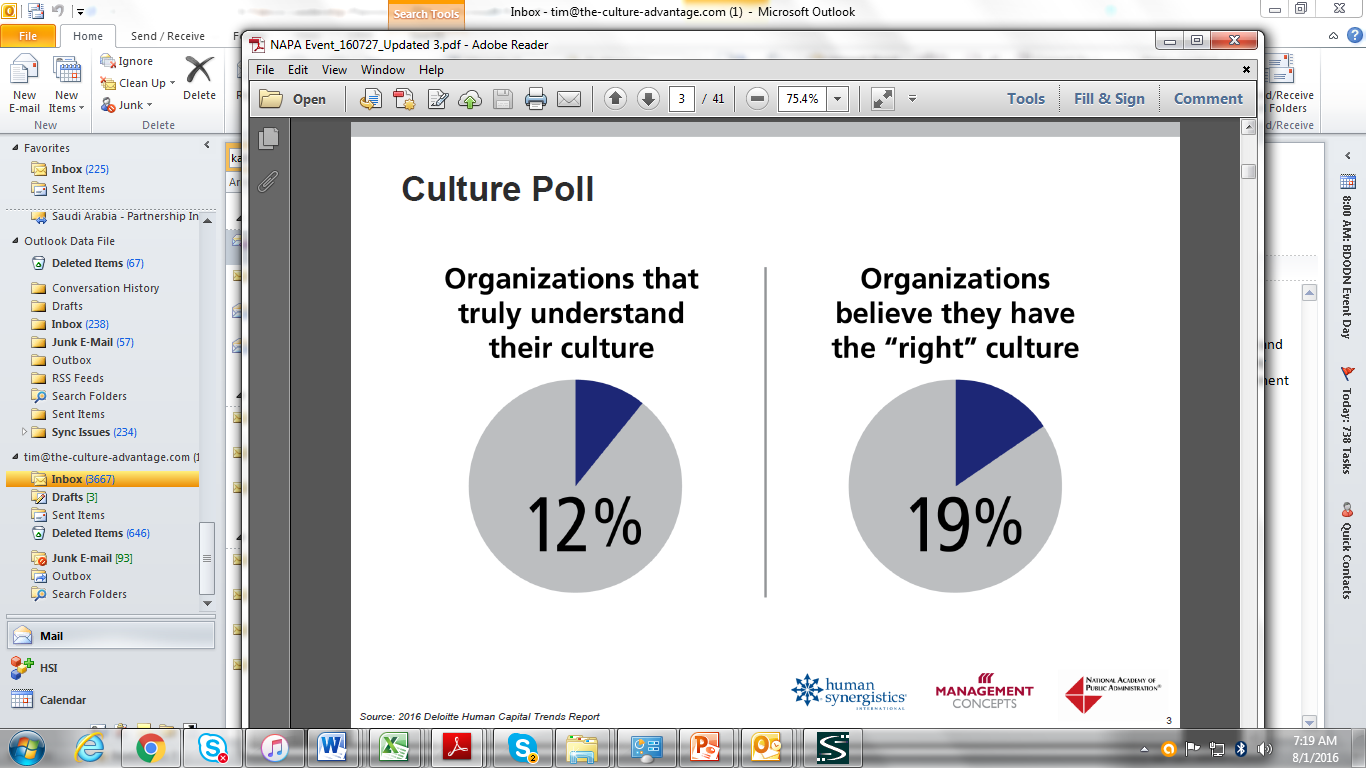 Search Tools
Inbox - tim@the-culture-advantage.com (1) - Microsoft Outlook
File
Home
Send / Receive
New
E-mail
New
Items
New
Ignore
Clean Up
Junk
Delete
Delete
Favorites
Inbox (225)
Sent Items
Saudi Arabia - Partnership In
Outlook Data File
Deleted Items (67)
Conversation History
Drafts
Inbox (238)
Junk E-Mail (57)
Outbox
RSS Feeds
Search Folders
Sent Items
Sync Issues (234)
tim@the-culture-advantage.com (1
Inbox (3667)
Drafts [3]
Sent Items
Deleted Items (646)
Junk E-mail [93]
Outbox
Search Folders
Mail
HSI
Calendar
NAPA Event_160727_Updated 3.pdf - Adobe Reader
File Edit View Window Help
Open
3 / 41
75.4%
Tools
Fill & Sign
Comment
Culture Poll
Organizations that
truly understand
their culture
12%
Organizations
believe they have
the “right” culture
19%
human
synergistics®
INTERNATIONAL
MANAGEMENT
CONCEPTS
NATIONAL ACADEMY OF
PUBLIC ADMINISTRATION®
Source: 2016 Deloitte Human Capital Trends Report
3
d/Receive
Folders
d/Receive
and
ment
8:00 AM: BDODN Event Day
Today: 738 Tasks
Quick Contacts
2
7:19 AM
8/1/2016